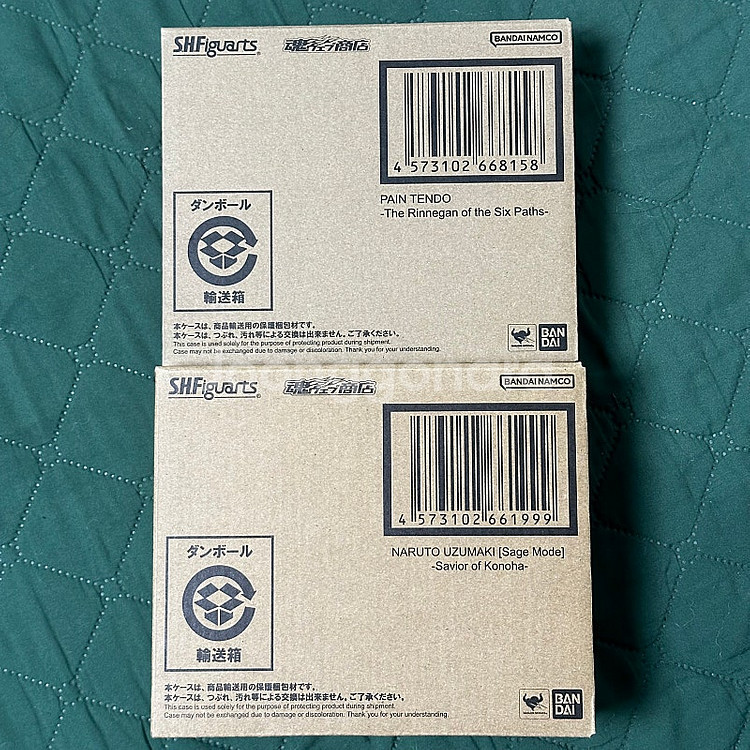 S.H.Figuarts
魂ウェブ商店
BANDAI NAMCO
4 573102 668158
PAIN TENDO
-The Rinnegan of the Six Paths-
ダンボール
輸送箱
本ケースは、商品輸送用の保護梱包材です。
本ケースは、つぶれ、汚れ等による交換は出来ません。ご了承ください。
This case is used solely for the purpose of protecting product during shipment.
Case may not be exchanged due to damage or discoloration. Thank you for your understanding.
BAN
DAI
S.H.Figuarts
魂ウェブ商店
BANDAI NAMCO
4 573102 661999
NARUTO UZUMAKI [Sage Mode]
-Savior of Konoha-
ダンボール
輸送箱
本ケースは、商品輸送用の保護梱包材です。
本ケースは、つぶれ、汚れ等による交換は出来ません。ご了承ください。
This case is used solely for the purpose of protecting product during shipment.
Case may not be exchanged due to damage or discoloration. Thank you for your understanding.
BAN
DAI